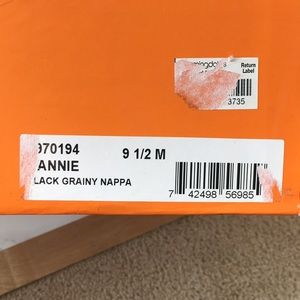 Return
Label
3735
970194 9 1/2 M
ANNIE
LACK GRAINY NAPPA
7 42498 56985